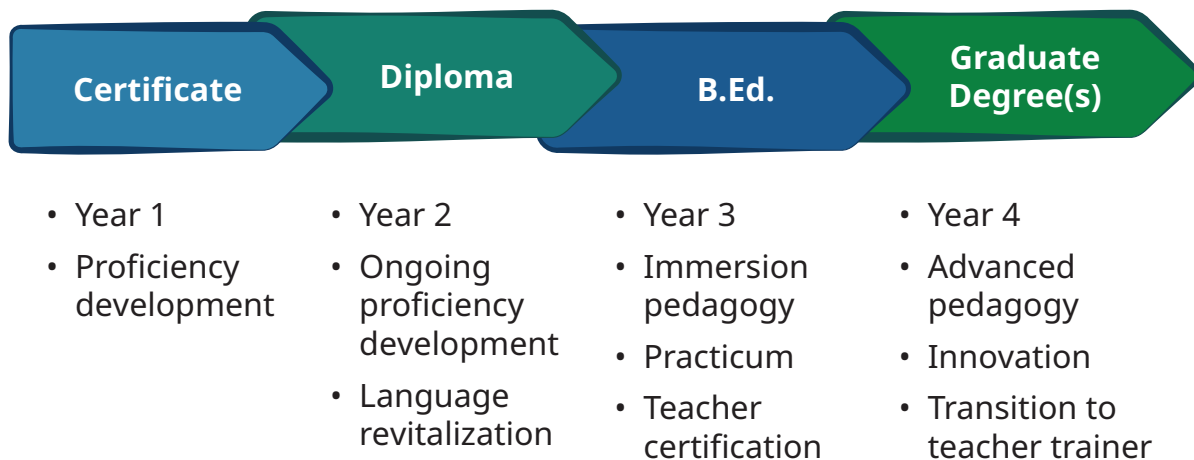 Certificate
Diploma
B.Ed.
Graduate
Degree(s)
• Year 1
• Proficiency
development
• Year 2
• Ongoing
proficiency
development
• Language
revitalization
• Year 3
• Immersion
pedagogy
• Practicum
• Teacher
certification
• Year 4
• Advanced
pedagogy
• Innovation
• Transition to
teacher trainer